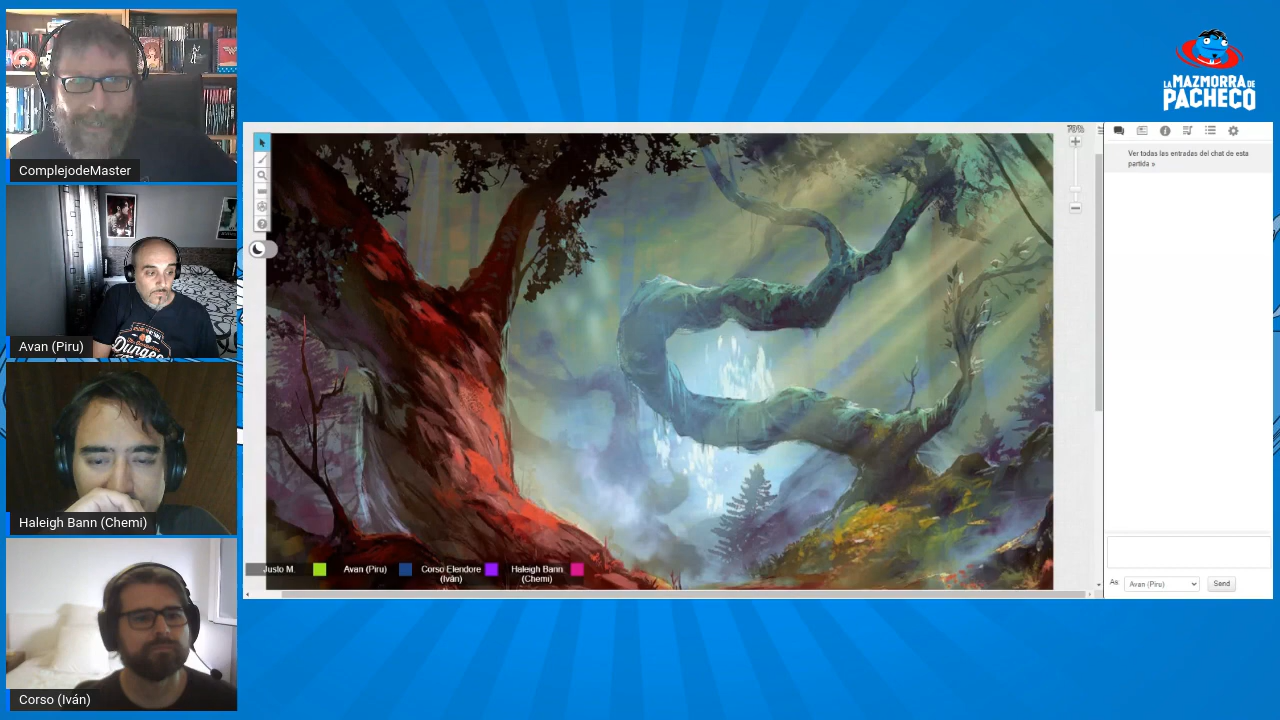 ComplejodeMaster
Avan (Piru)
Dungeo
Haleigh Bann (Chemi)
Corso (Iván)
LA MAZMORRA DE
PACHECO
Ver todas las entradas del chat de esta
partida »
Justo M.
Avan (Piru)
Corso Elendore
(Iván)
Haleigh Bann
(Chemi)
As:
Avan (Piru)
Send